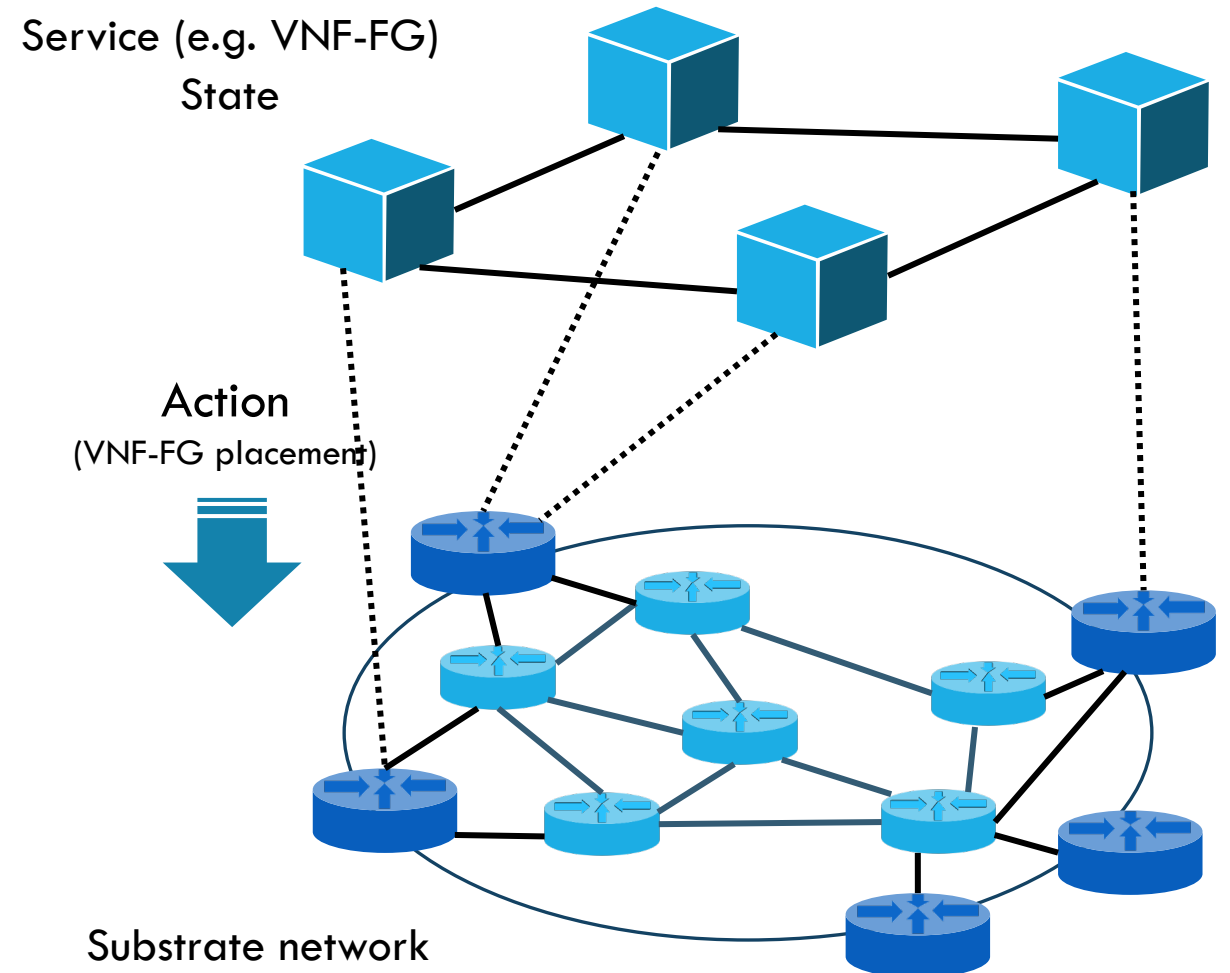 Service (e.g. VNF-FG)
State
Action
(VNF-FG placement)
Substrate network